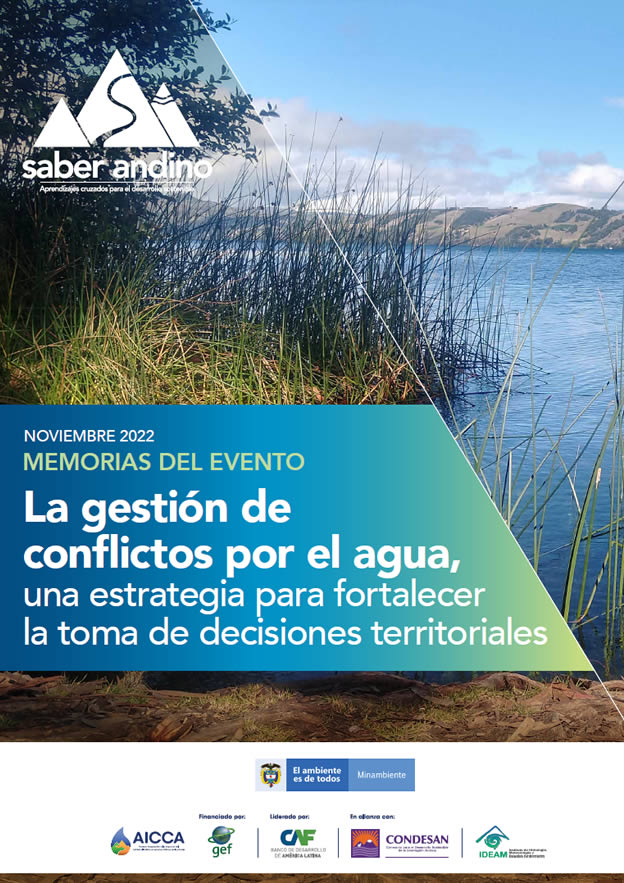 saber andino
Aprendizajes cruzados para el desarrollo sostenible
NOVIEMBRE 2022
MEMORIAS DEL EVENTO
La gestión de
conflictos por el agua,
una estrategia para fortalecer
la toma de decisiones territoriales
El ambiente
es de todos
Minambiente
Financiado por:
Liderado por:
En alianza con:
AICCA
gef
CAF
BANCO DE DESARROLLO
DE AMÉRICA LATINA
CONDESAN
IDEAM